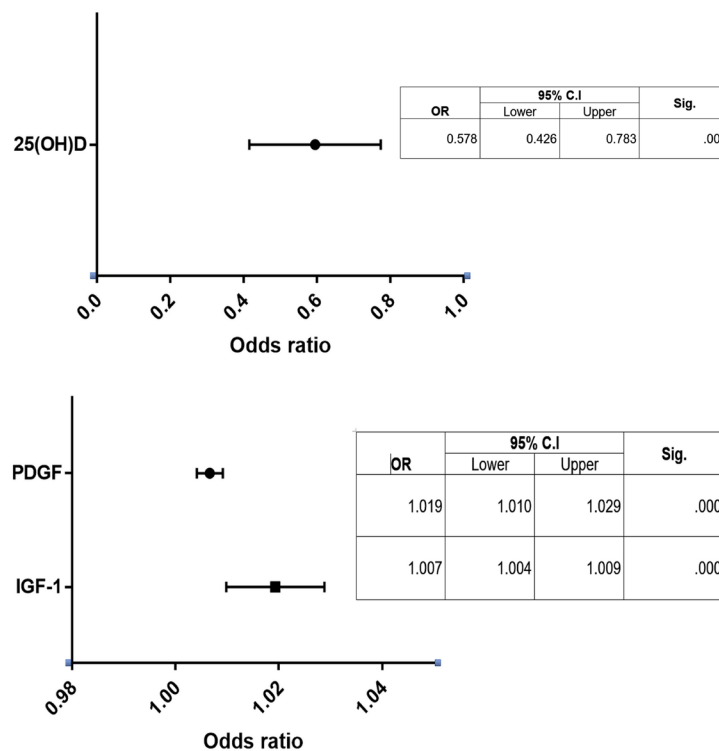 95% C.I
OR Lower Upper Sig.
25(OH)D
0.578 0.426 0.783 .00
0.0 0.2 0.4 0.6 0.8 1.0
Odds ratio
95% C.I
OR Lower Upper Sig.
PDGF
1.019 1.010 1.029 .000
1.007 1.004 1.009 .000
IGF-1
0.98 1.00 1.02 1.04
Odds ratio